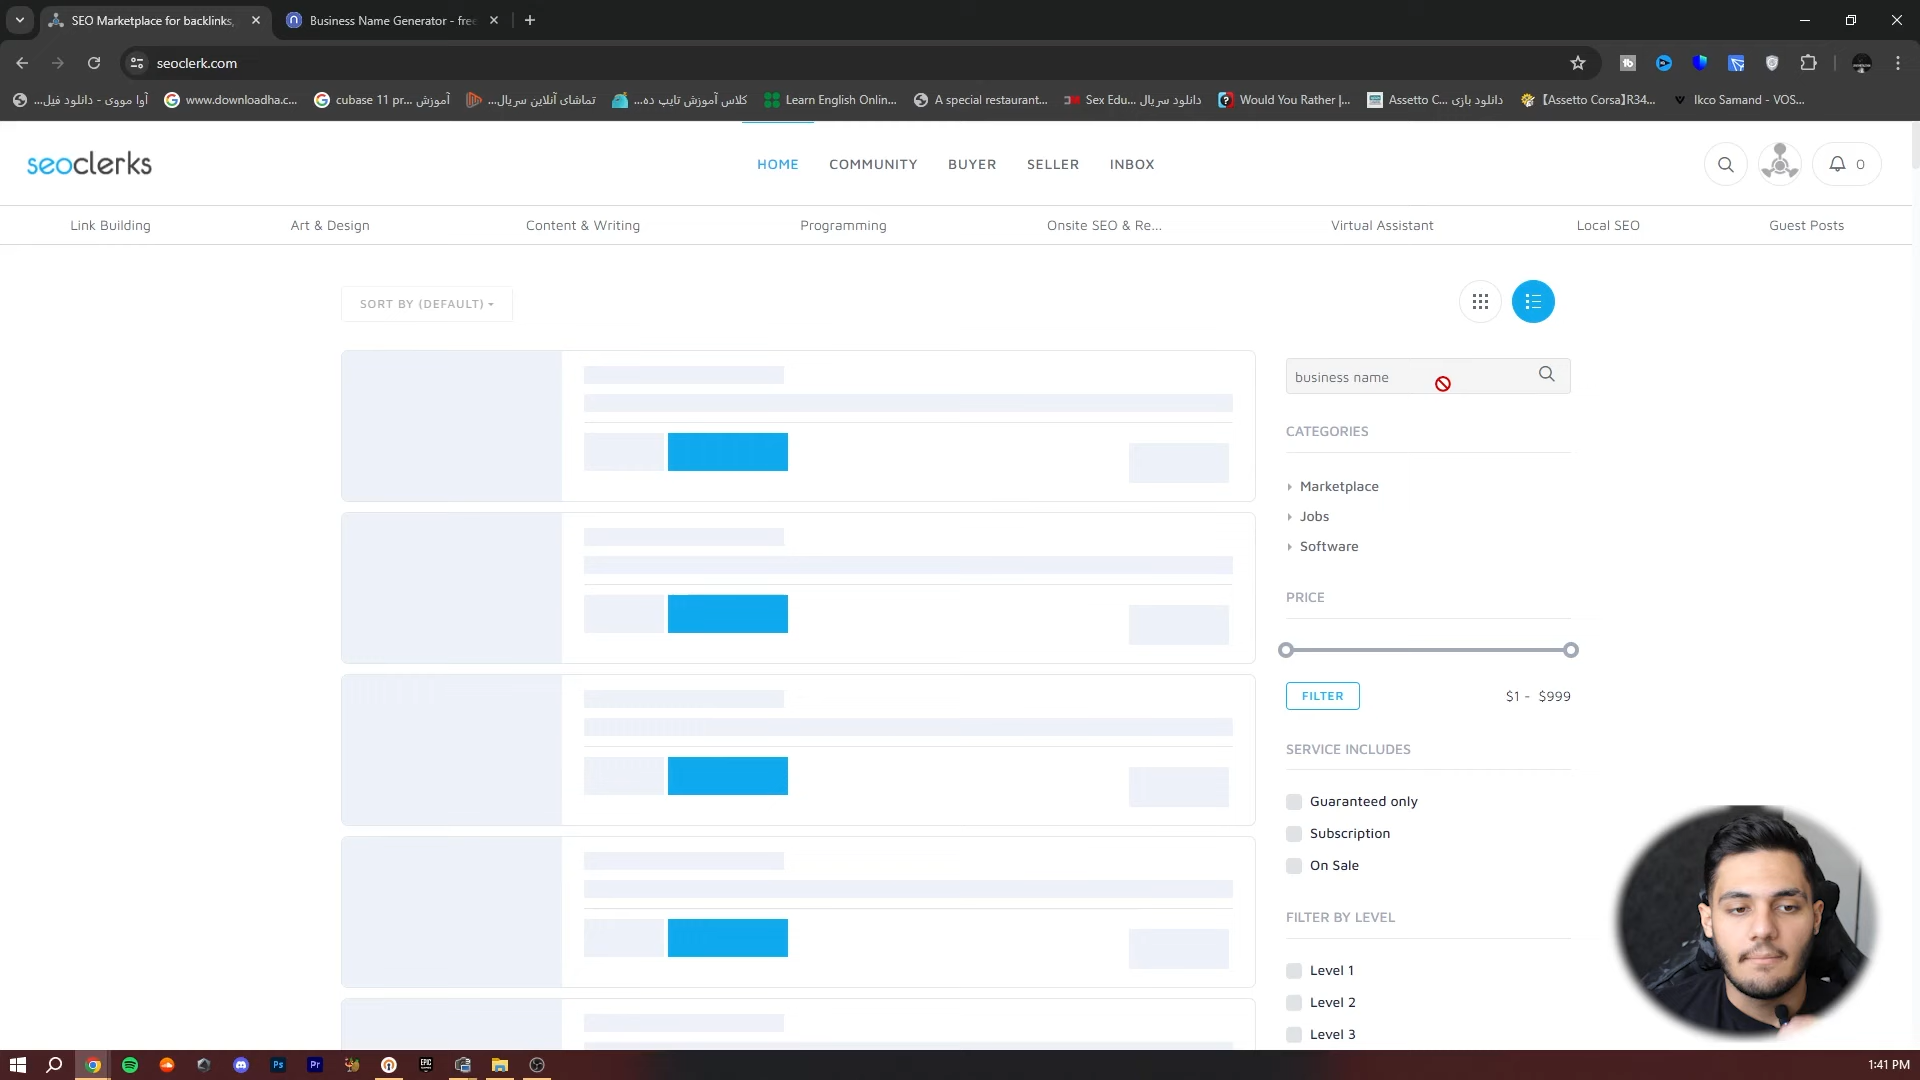 SEO Marketplace for backlinks,
Business Name Generator - free
seoclerk.com
آوا مووی - دانلود فیل...
www.downloadha.c...
cubase 11 pr... آموزش
تماشای آنلاین سریال...
کلاس آموزش تایپ ده...
Learn English Onlin...
A special restaurant...
Sex Edu... دانلود سریال
Would You Rather |...
Assetto C... دانلود بازی
【Assetto Corsa】R34...
Ikco Samand - VOS...
seoclerks
HOME
COMMUNITY
BUYER
SELLER
INBOX
0
Link Building
Art & Design
Content & Writing
Programming
Onsite SEO & Re...
Virtual Assistant
Local SEO
Guest Posts
SORT BY (DEFAULT)
business name
CATEGORIES
Marketplace
Jobs
Software
PRICE
FILTER
$1 - $999
SERVICE INCLUDES
Guaranteed only
Subscription
On Sale
FILTER BY LEVEL
Level 1
Level 2
Level 3
Ps
Pr
EPIC
1:41 PM